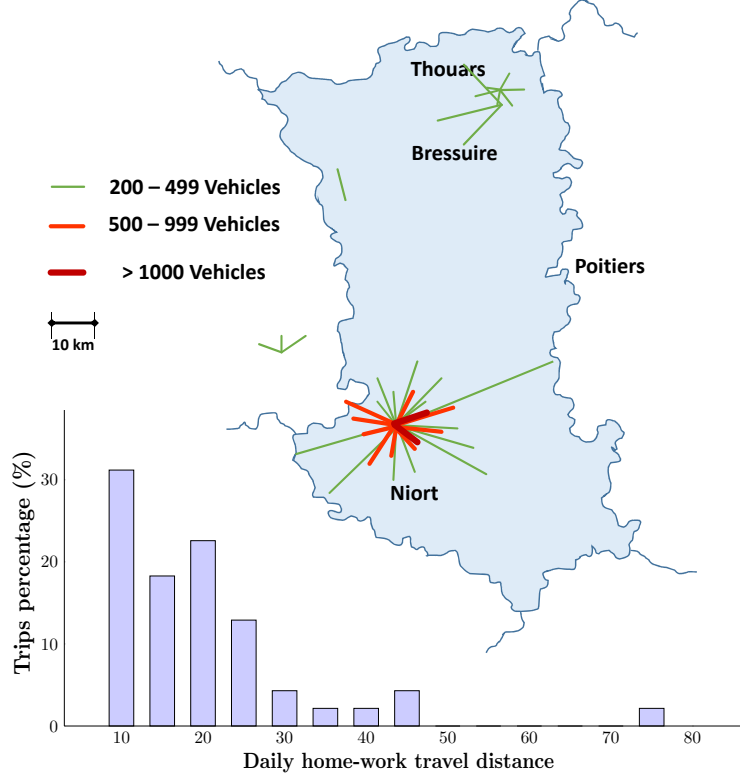 Thouars
Bressuire
200 – 499 Vehicles
500 – 999 Vehicles
> 1000 Vehicles
Poitiers
10 km
Niort
Trips percentage (%)
30
20
10
0
10 20 30 40 50 60 70 80
Daily home-work travel distance